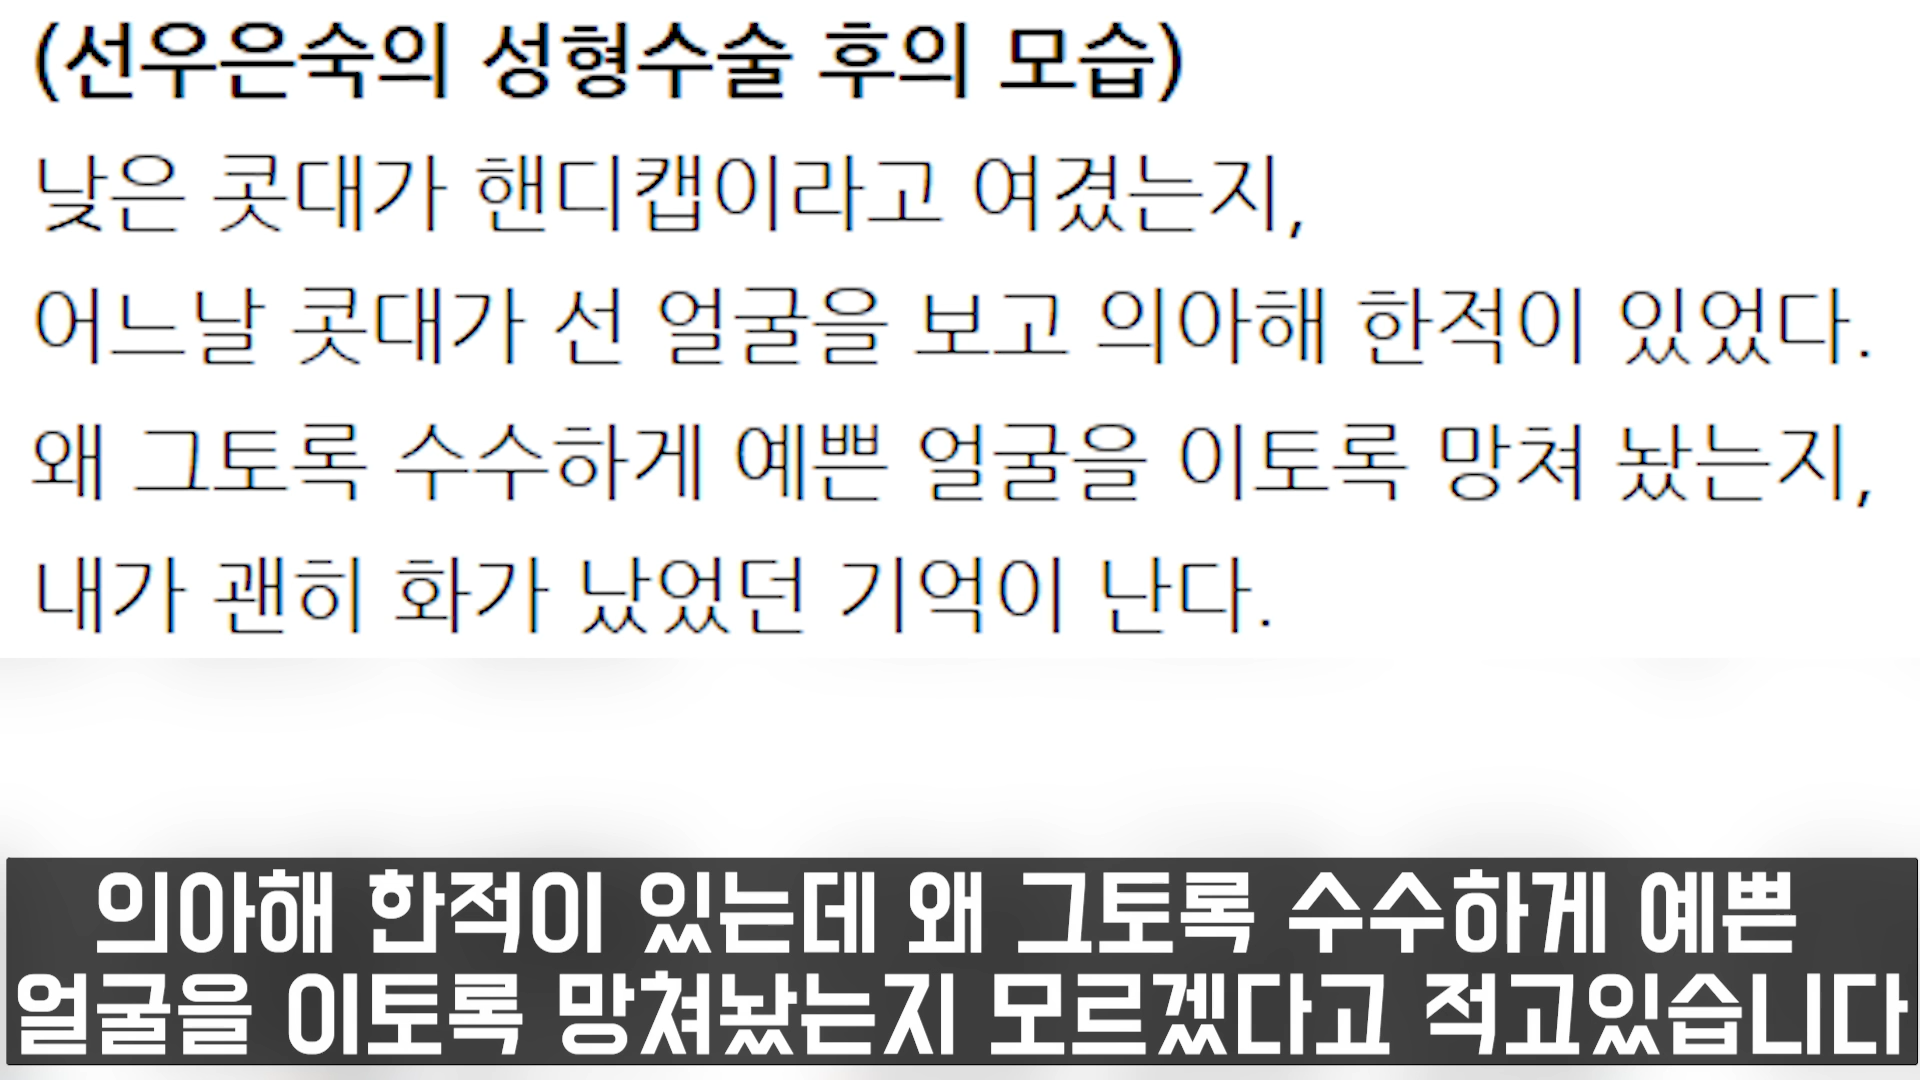 (선우은숙의 성형수술 후의 모습)
낮은 콧대가 핸디캡이라고 여겼는지,
어느날 콧대가 선 얼굴을 보고 의아해 한적이 있었다.
왜 그토록 수수하게 예쁜 얼굴을 이토록 망쳐 놨는지,
내가 괜히 화가 났었던 기억이 난다.
의아해 한적이 있는데 왜 그토록 수수하게 예쁜
얼굴을 이토록 망쳐놨는지 모르겠다고 적고있습니다